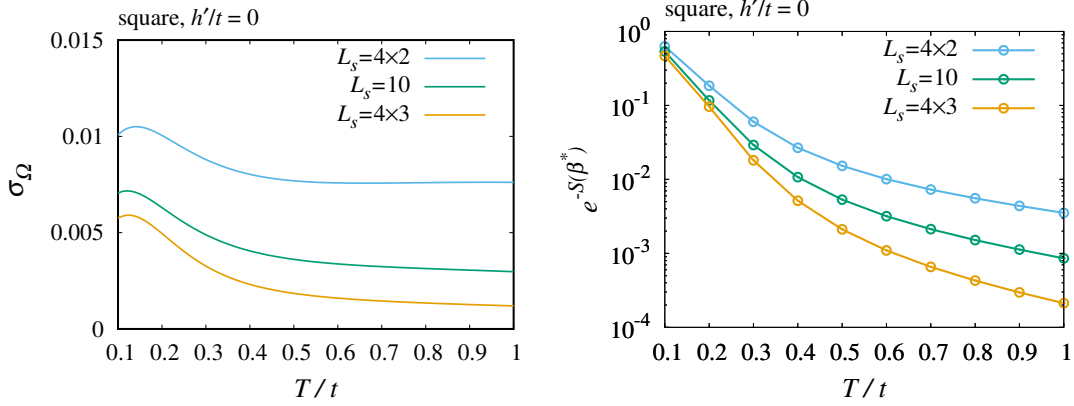 square, h′/t = 0
0.015
0.01
0.005
0
σΩ
Ls=4×2
Ls=10
Ls=4×3
0.1 0.2 0.3 0.4 0.5 0.6 0.7 0.8 0.9 1
T / t
square, h′/t = 0
10^0
10^-1
10^-2
10^-3
10^-4
e^-S(β*)
Ls=4×2
Ls=10
Ls=4×3
0.1 0.2 0.3 0.4 0.5 0.6 0.7 0.8 0.9 1
T / t